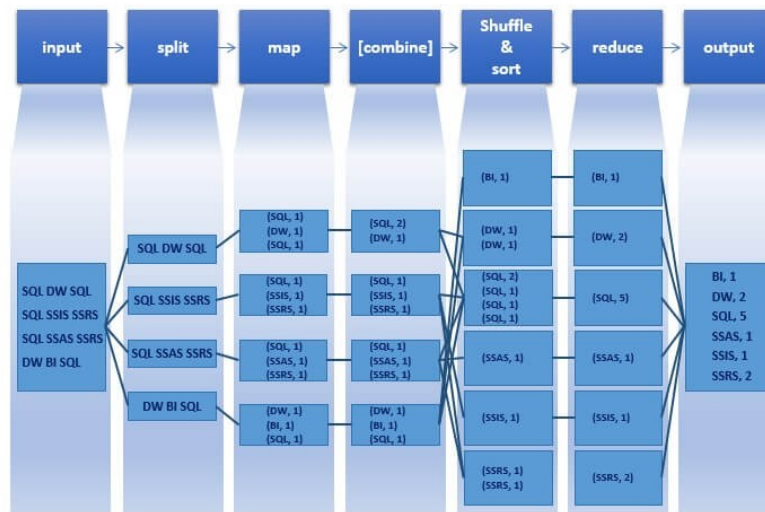 input
split
map
[combine]
Shuffle
&
sort
reduce
output
SQL DW SQL
SQL SSIS SSRS
SQL SSAS SSRS
DW BI SQL
SQL DW SQL
SQL SSIS SSRS
SQL SSAS SSRS
DW BI SQL
(SQL, 1)
(DW, 1)
(SQL, 1)
(SQL, 1)
(SSIS, 1)
(SSRS, 1)
(SQL, 1)
(SSAS, 1)
(SSRS, 1)
(DW, 1)
(BI, 1)
(SQL, 1)
(SQL, 2)
(DW, 1)
(SQL, 1)
(SSIS, 1)
(SSRS, 1)
(SQL, 1)
(SSAS, 1)
(SSRS, 1)
(DW, 1)
(BI, 1)
(SQL, 1)
(BI, 1)
(DW, 1)
(DW, 1)
(SQL, 2)
(SQL, 1)
(SQL, 1)
(SQL, 1)
(SSAS, 1)
(SSIS, 1)
(SSRS, 1)
(SSRS, 1)
(BI, 1)
(DW, 2)
(SQL, 5)
(SSAS, 1)
(SSIS, 1)
(SSRS, 2)
BI, 1
DW, 2
SQL, 5
SSAS, 1
SSIS, 1
SSRS, 2